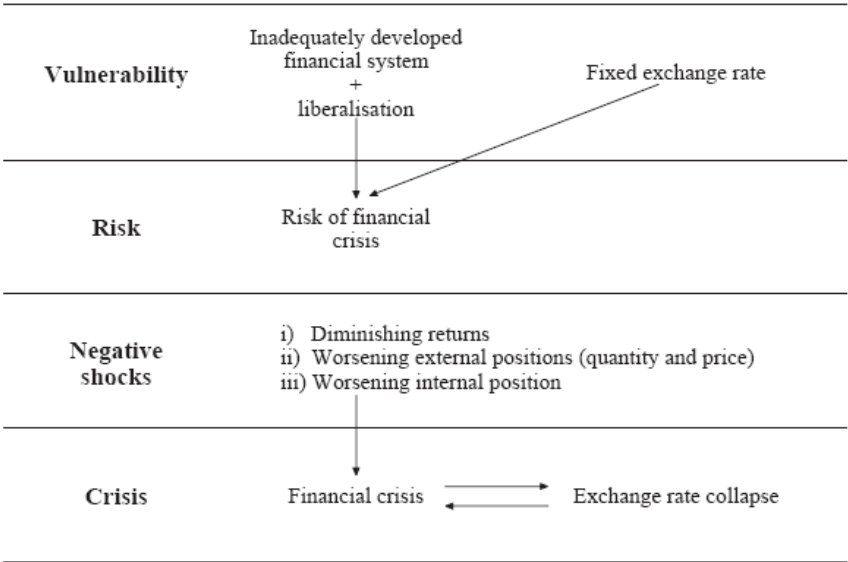 Vulnerability
Inadequately developed
financial system
+
liberalisation
Fixed exchange rate
Risk
Risk of financial
crisis
Negative
shocks
i) Diminishing returns
ii) Worsening external positions (quantity and price)
iii) Worsening internal position
Crisis
Financial crisis
Exchange rate collapse